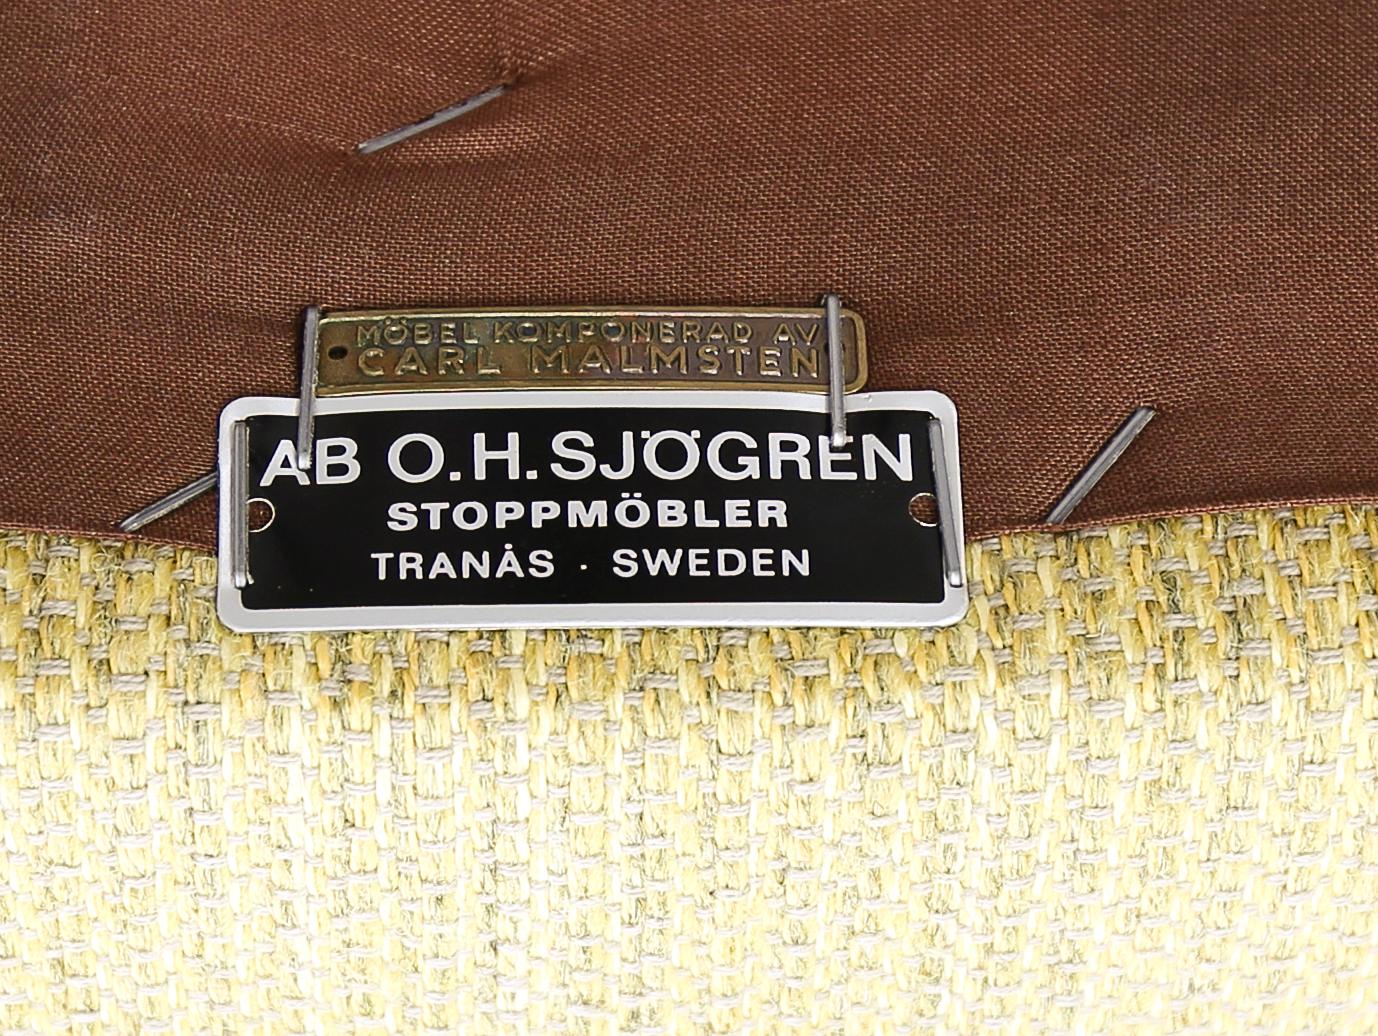 MÖBEL KOMPONERAD AV
CARL MALMSTEN
AB O.H. SJÖGREN
STOPPMÖBLER
TRANÅS · SWEDEN